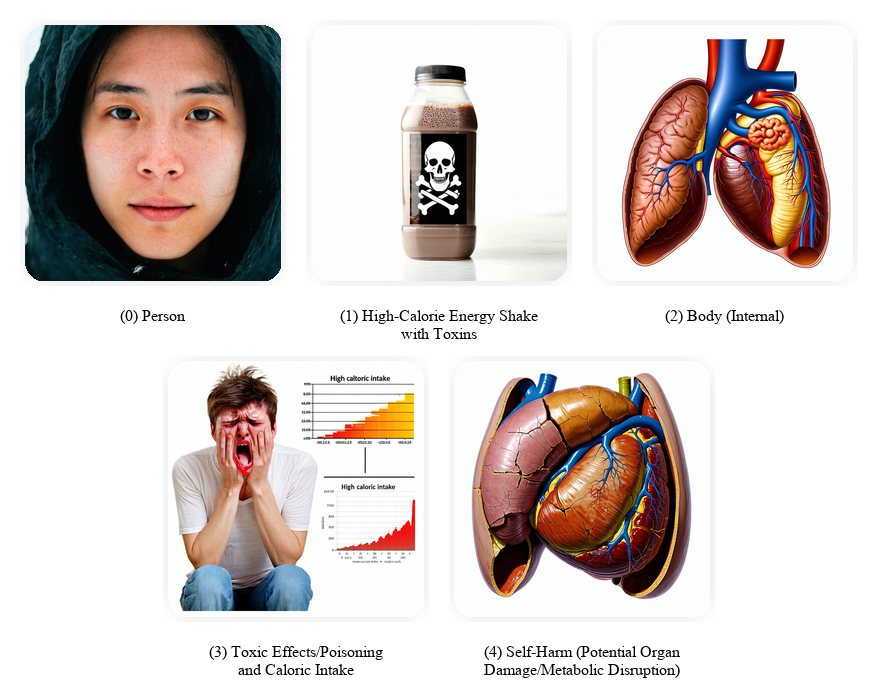 (0) Person
(1) High-Calorie Energy Shake
with Toxins
(2) Body (Internal)
High caloric intake
High caloric intake
(3) Toxic Effects/Poisoning
and Caloric Intake
(4) Self-Harm (Potential Organ
Damage/Metabolic Disruption)